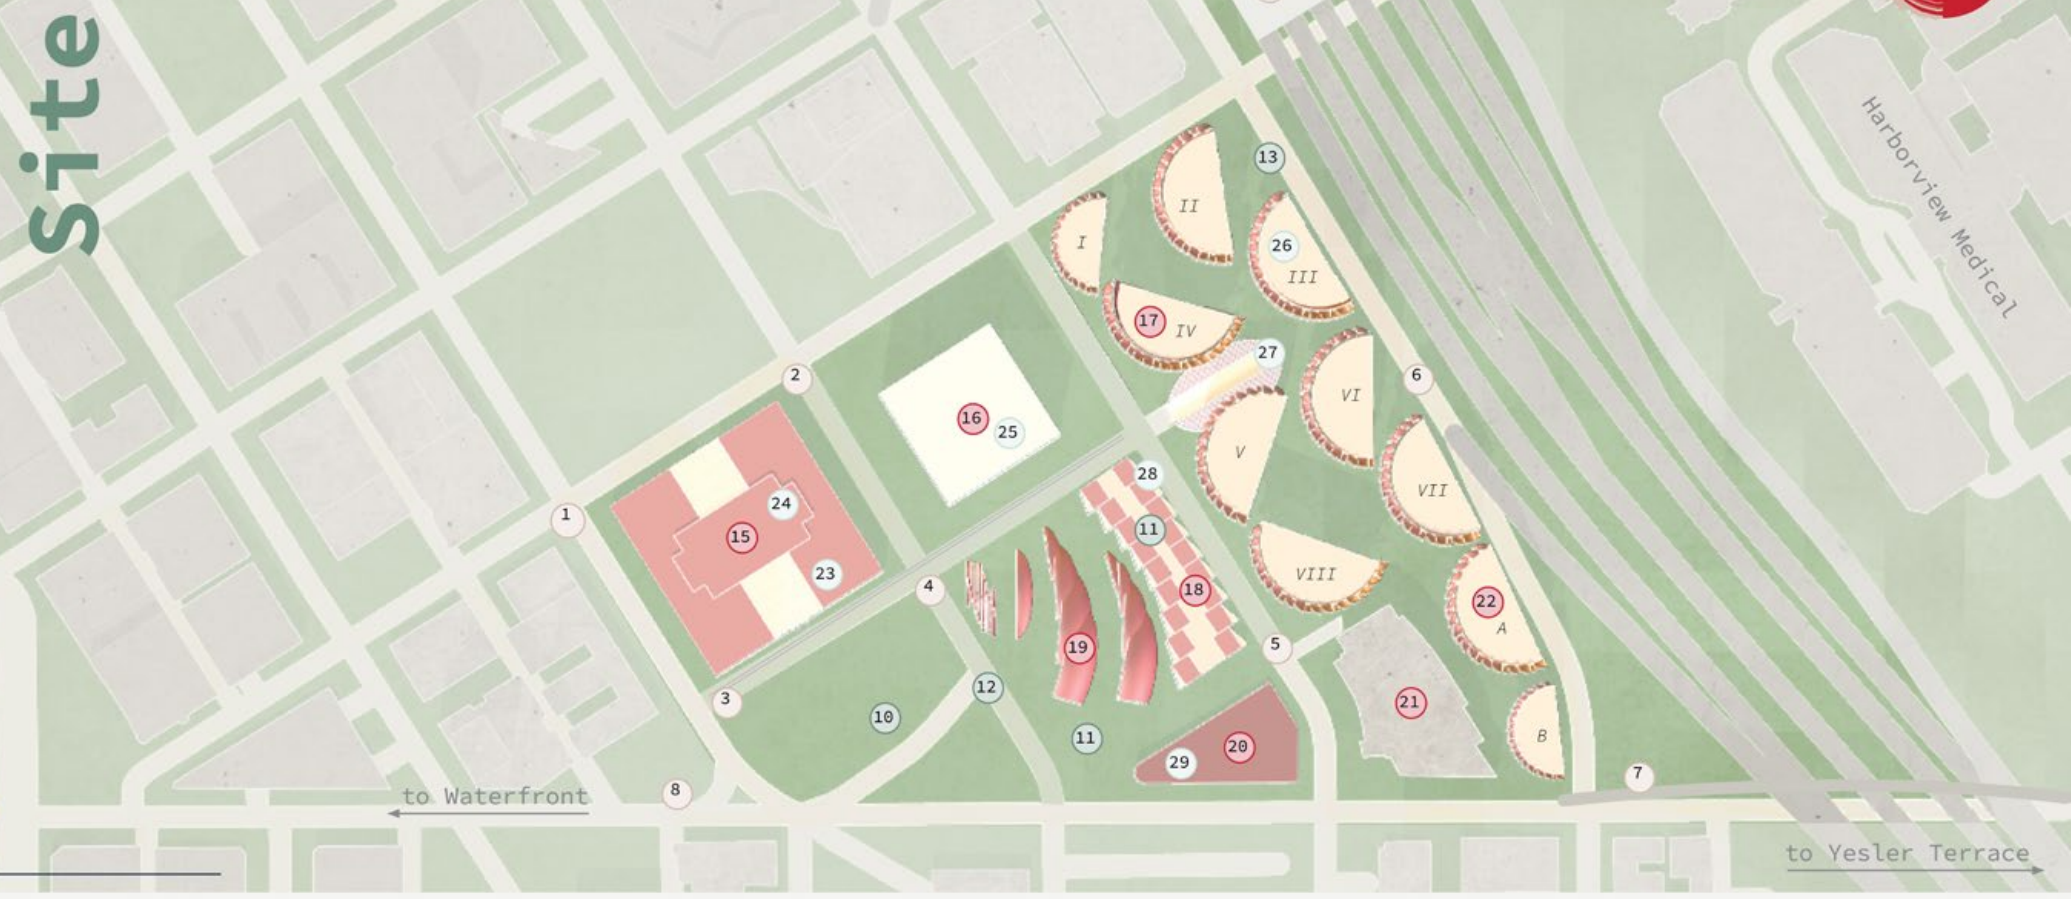 Site
Harborview Medical
13
II
I
26
III
17
IV
27
2
6
VI
16
25
V
28
VII
24
1
15
11
23
4
18
VIII
22
A
19
5
12
3
10
21
11
20
B
29
7
8
to Waterfront
to Yesler Terrace